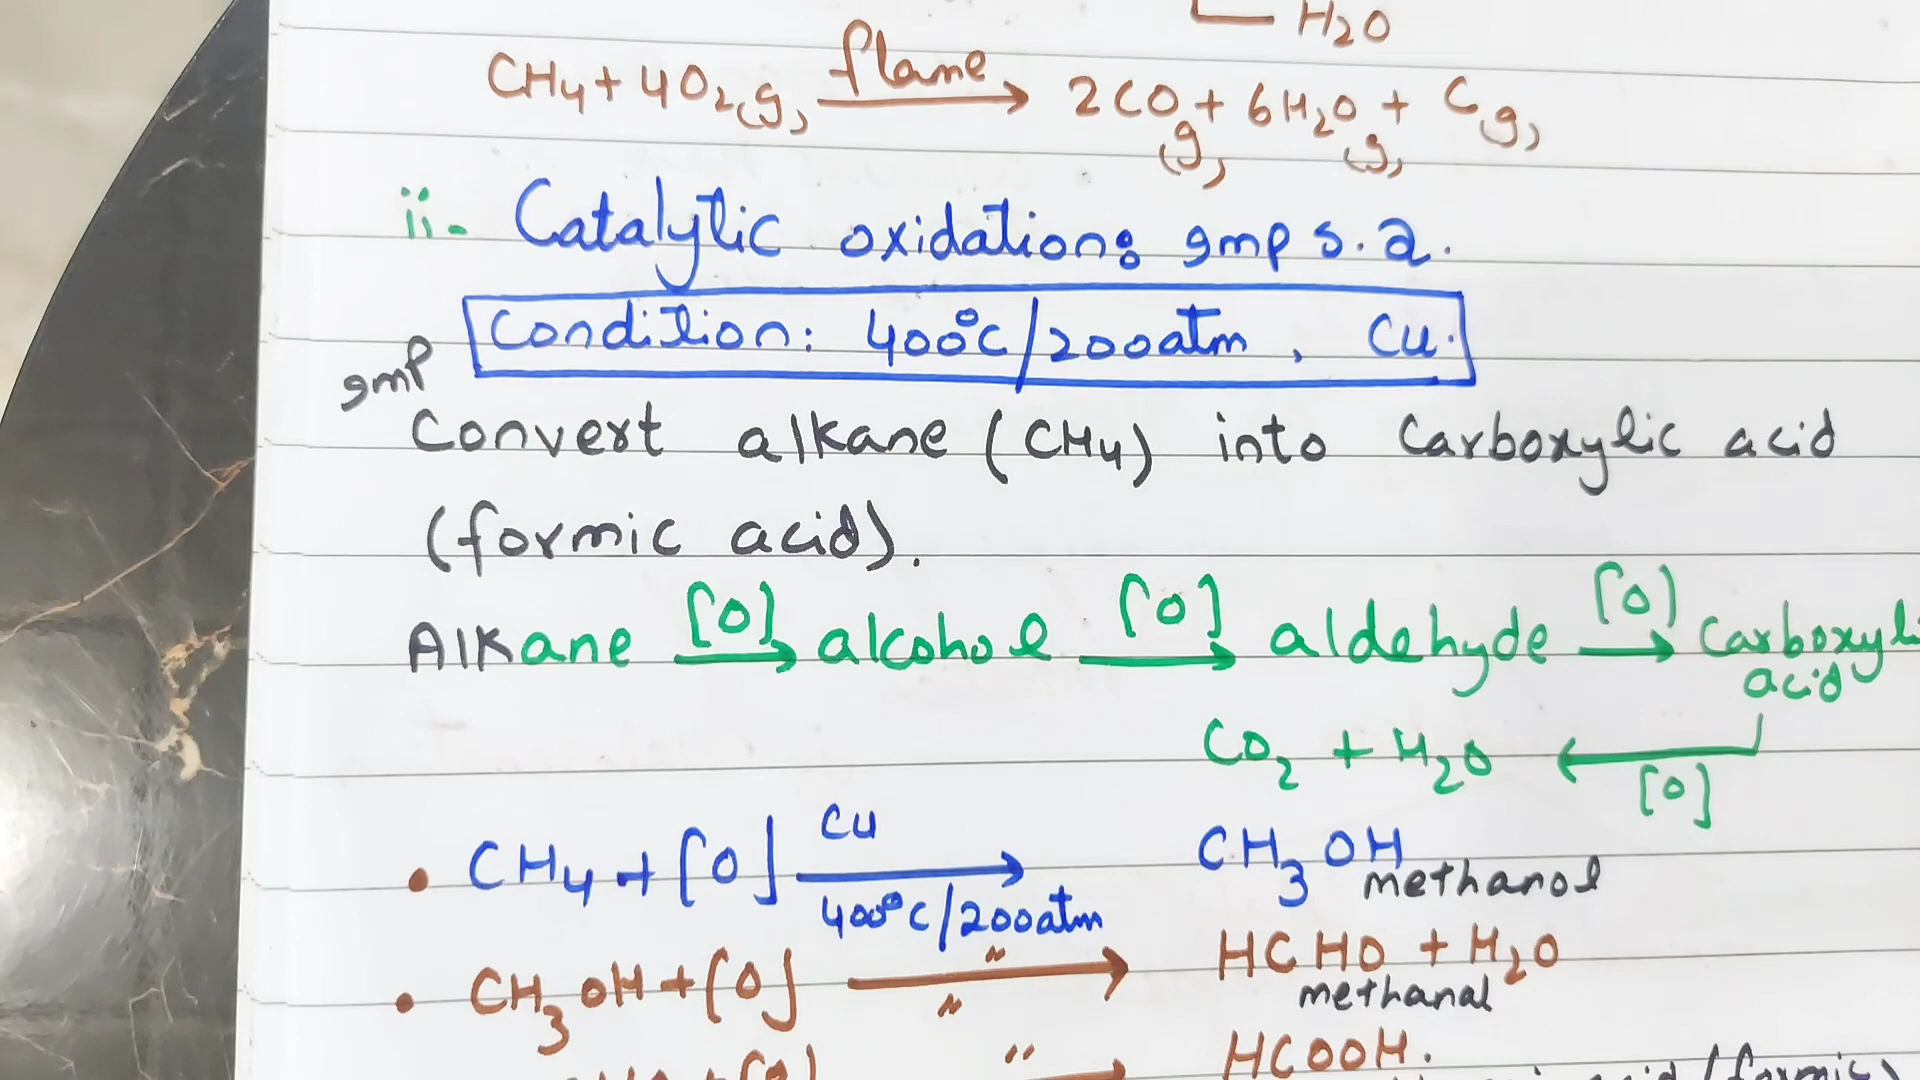 H2O
CH4 + 4O2(g) flame → 2CO(g) + 6H2O(g) + C(g)
ii- Catalytic oxidation: Imp s.a.
Condition: 400°C/200atm, Cu.
Imp
Convert alkane (CH4) into Carboxylic acid
(formic acid).
Alkane [O] → alcohol [O] → aldehyde [O] → Carboxyli
acid
CO2 + H2O ← [O]
• CH4 + [O] Cu → 400°C/200atm CH3OH methanol
• CH3OH + [O] " → " HCHO + H2O
methanal
" → HCOOH.